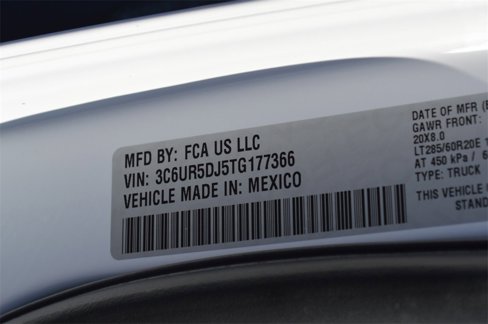 MFD BY: FCA US LLC
VIN: 3C6UR5DJ5TG177366
VEHICLE MADE IN: MEXICO
DATE OF MFR
GAWR FRONT:
20X8.0
LT285/60R20E
AT 450 kPa /
TYPE: TRUCK
THIS VEHICLE
STAND